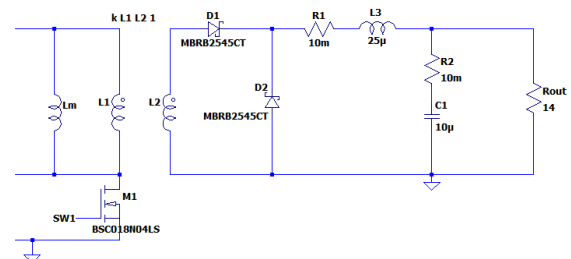 k L1 L2 1
D1
MBRB2545CT
R1
10m
L3
25µ
R2
10m
C1
10µ
Rout
14
D2
MBRB2545CT
Lm
L1
L2
M1
SW1
BSC018N04LS